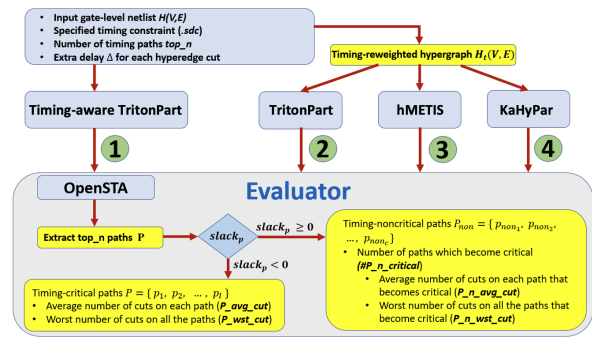 • Input gate-level netlist H(V,E)
• Specified timing constraint (.sdc)
• Number of timing paths top_n
• Extra delay Δ for each hyperedge cut
Timing-reweighted hypergraph Hₜ(V, E)
Timing-aware TritonPart
TritonPart
hMETIS
KaHyPar
1
2
3
4
OpenSTA
Evaluator
Extract top_n paths P
slackₚ
slackₚ ≥ 0
slackₚ < 0
Timing-noncritical paths Pₙₒₙ = { pₙₒₙ₁, pₙₒₙ₂,
…, pₙₒₙ_c}
• Number of paths which become critical
(#P_n_critical)
• Average number of cuts on each path that
becomes critical (P_n_avg_cut)
• Worst number of cuts on all the paths that
become critical (P_n_wst_cut)
Timing-critical paths P = { p₁, p₂, …, pₗ}
• Average number of cuts on each path (P_avg_cut)
• Worst number of cuts on all the paths (P_wst_cut)